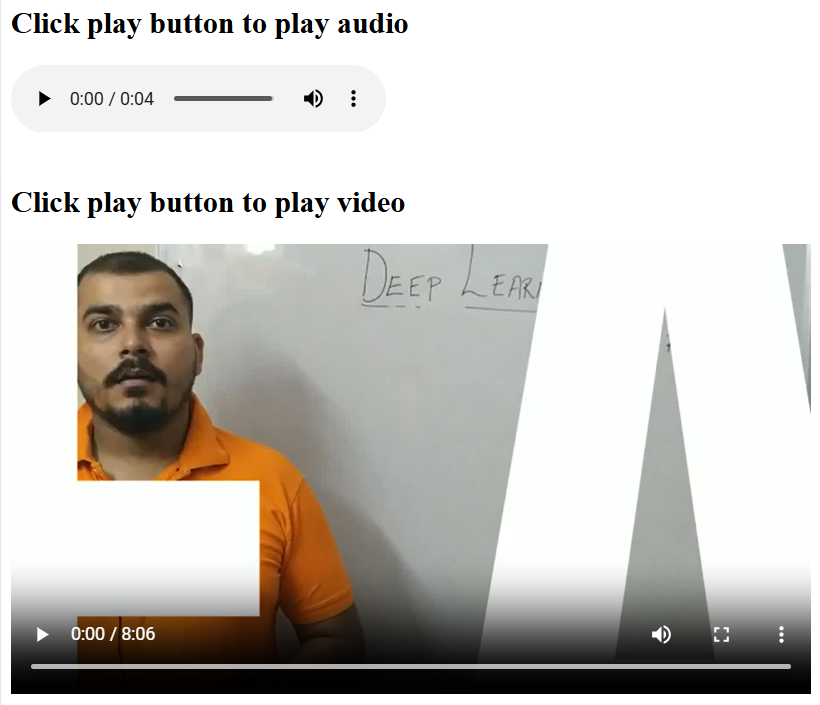 Click play button to play audio
0:00 / 0:04
Click play button to play video
DEEP LEARN
0:00 / 8:06